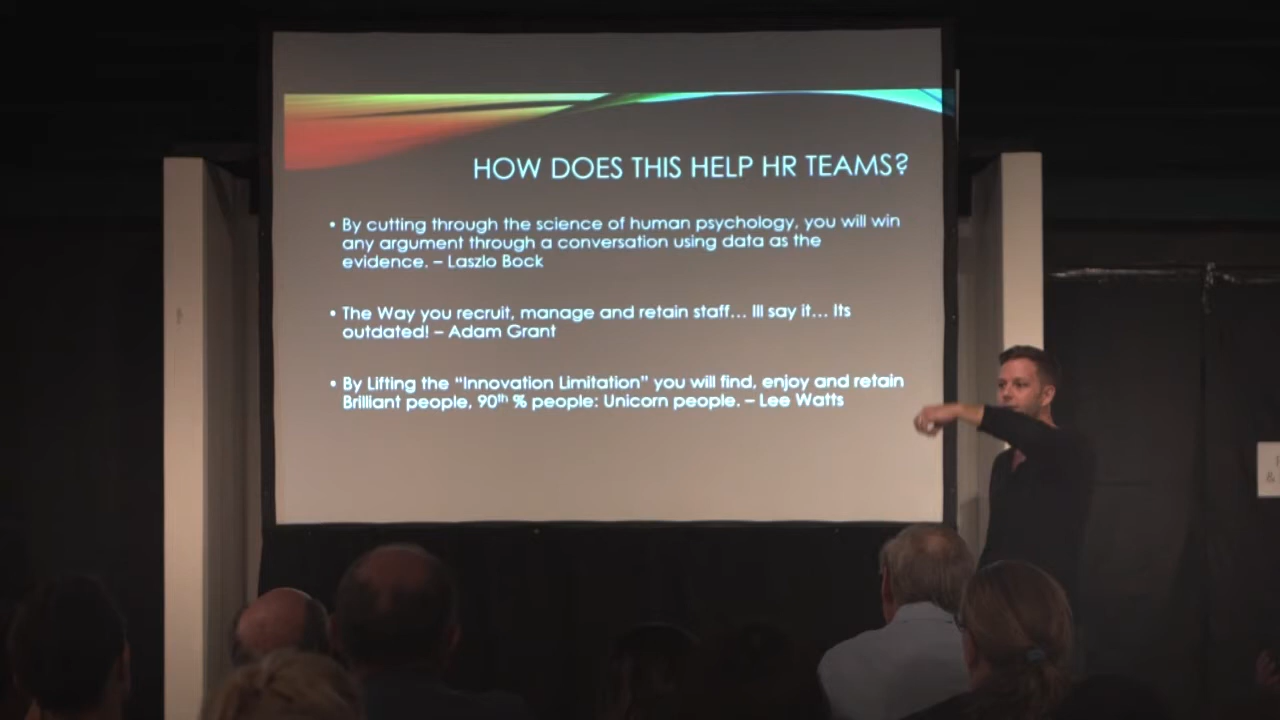 HOW DOES THIS HELP HR TEAMS?
• By cutting through the science of human psychology, you will win
any argument through a conversation using data as the
evidence. – Laszlo Bock
• The Way you recruit, manage and retain staff... Ill say it... Its
outdated! – Adam Grant
• By Lifting the “Innovation Limitation” you will find, enjoy and retain
Brilliant people, 90th % people: Unicorn people. – Lee Watts